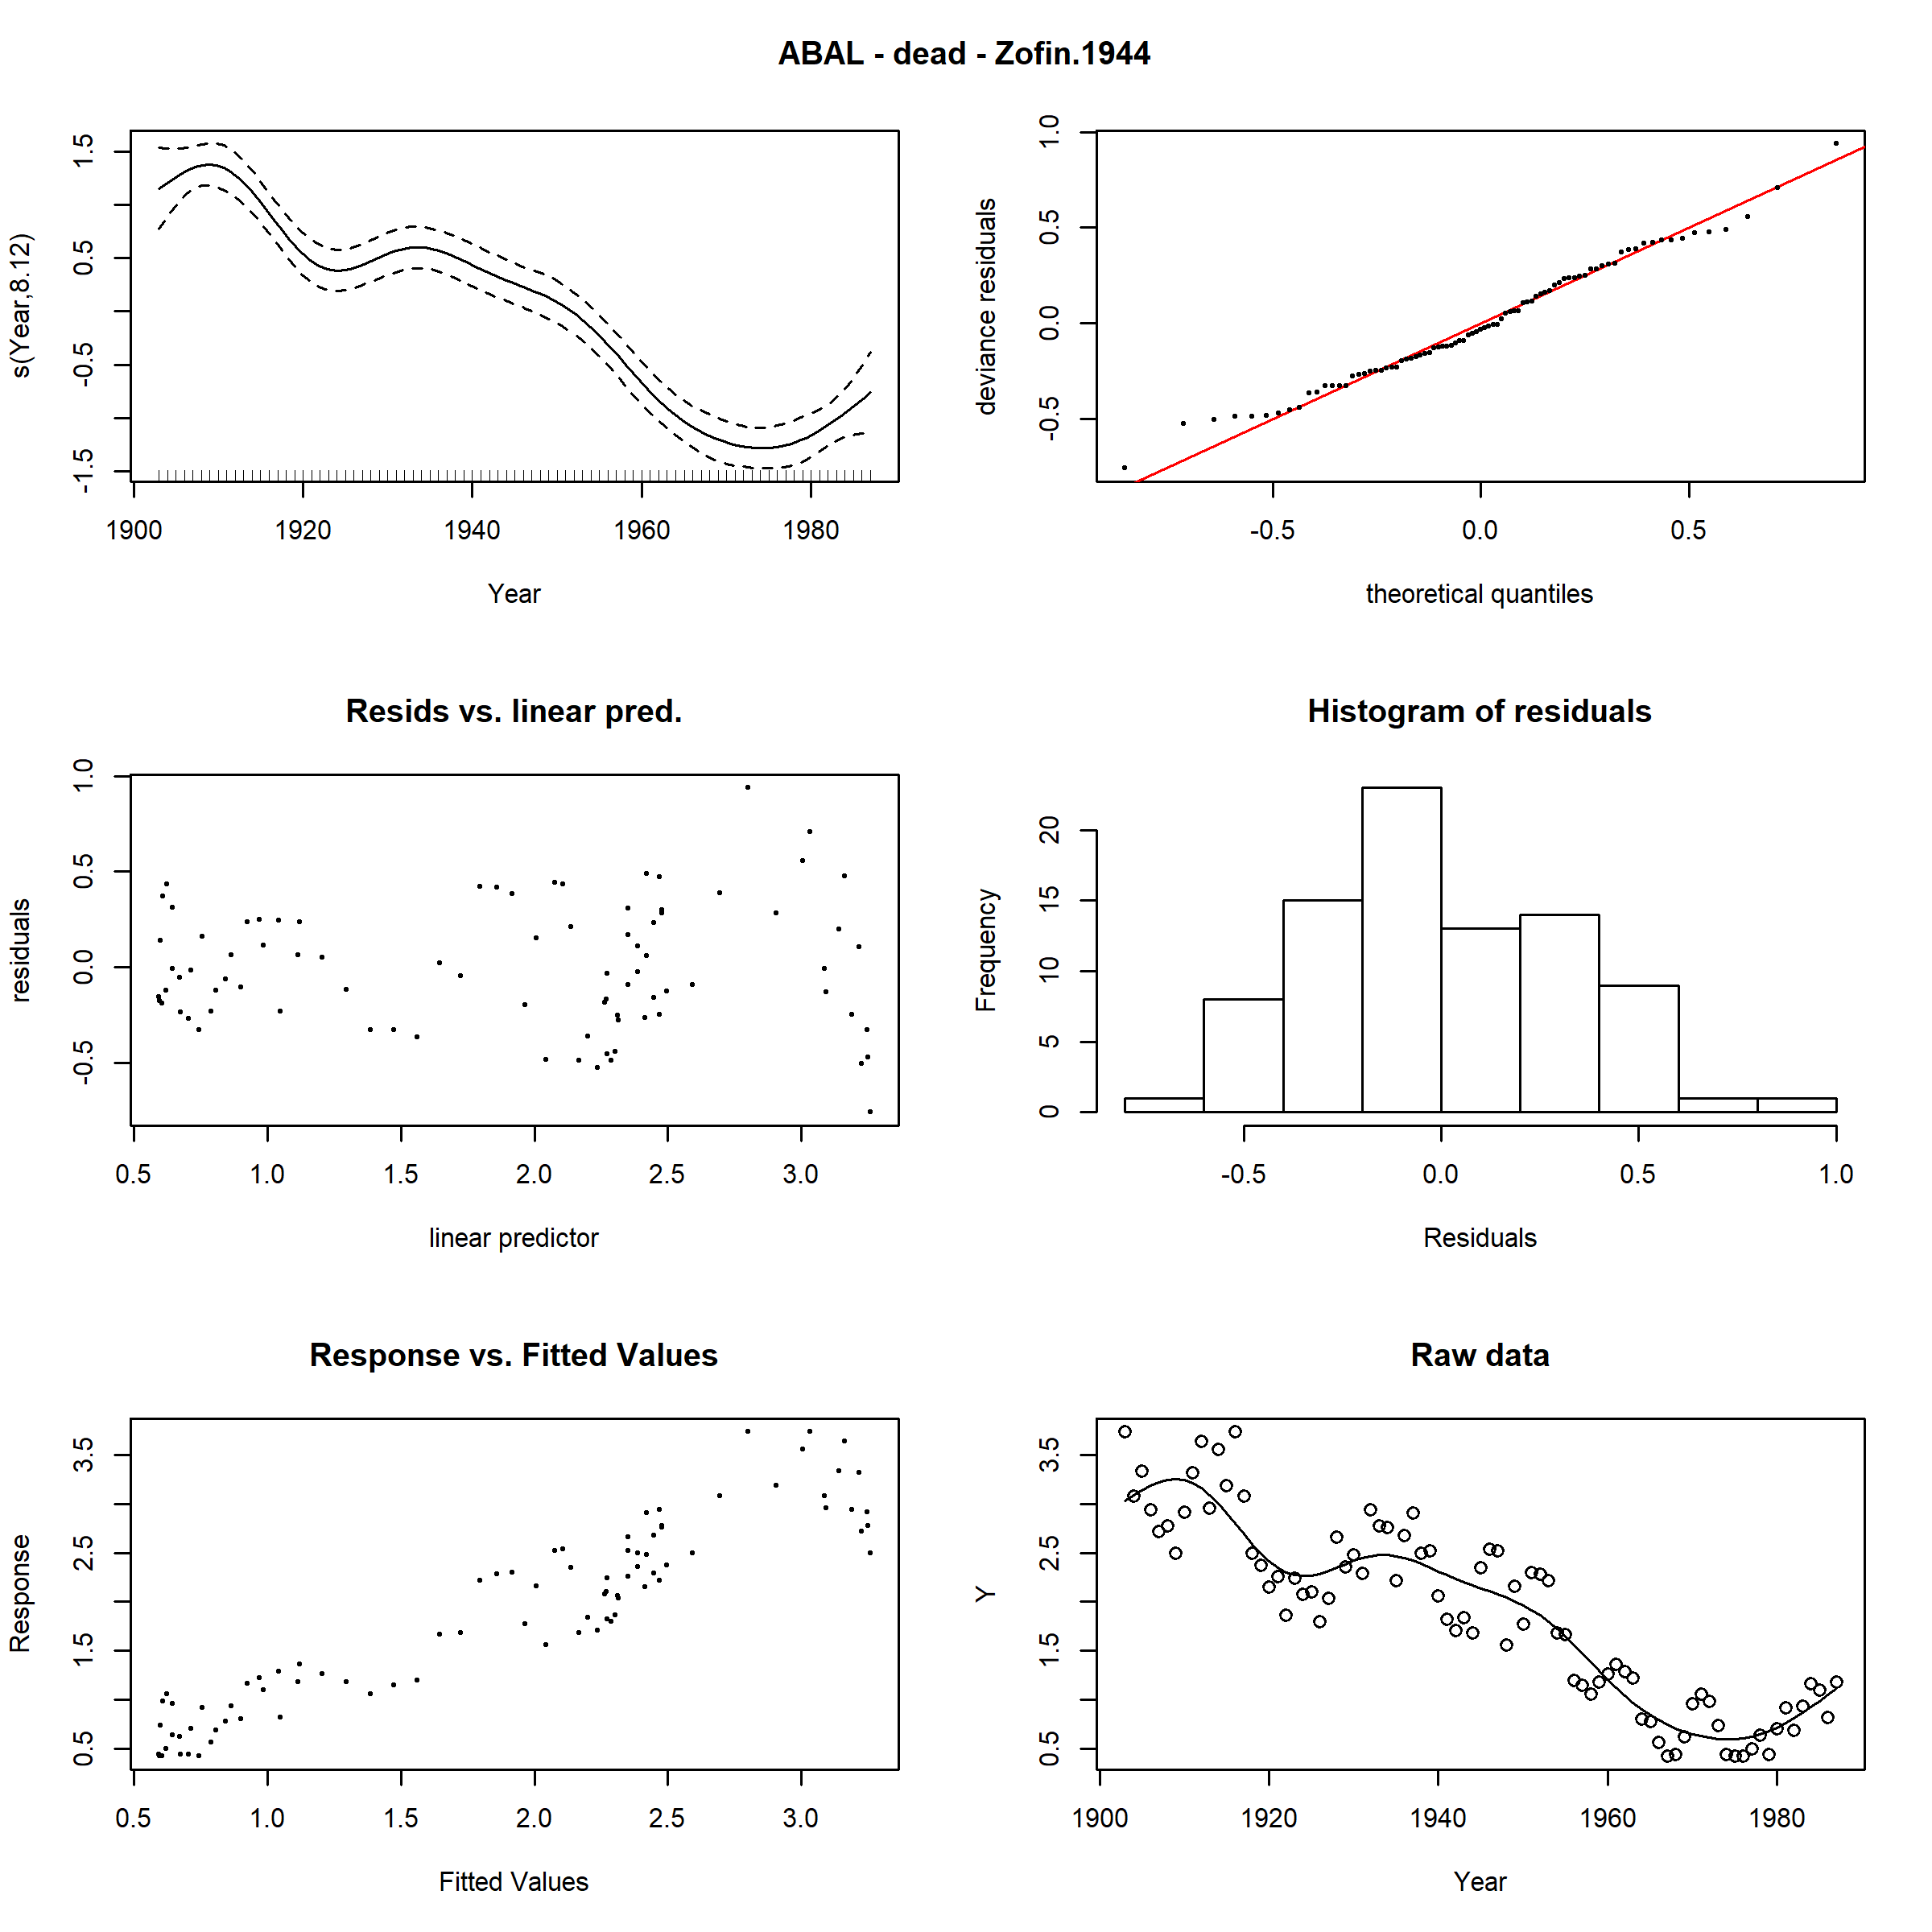 ABAL - dead - Zofin.1944
s(Year,8.12)
1.5
0.5
-0.5
-1.5
1900 1920 1940 1960 1980
Year
deviance residuals
1.0
0.5
0.0
-0.5
-0.5 0.0 0.5
theoretical quantiles
Resids vs. linear pred.
residuals
1.0
0.5
0.0
-0.5
0.5 1.0 1.5 2.0 2.5 3.0
linear predictor
Histogram of residuals
Frequency
20
15
10
5
0
-0.5 0.0 0.5 1.0
Residuals
Response vs. Fitted Values
Response
3.5
2.5
1.5
0.5
0.5 1.0 1.5 2.0 2.5 3.0
Fitted Values
Raw data
Y
3.5
2.5
1.5
0.5
1900 1920 1940 1960 1980
Year